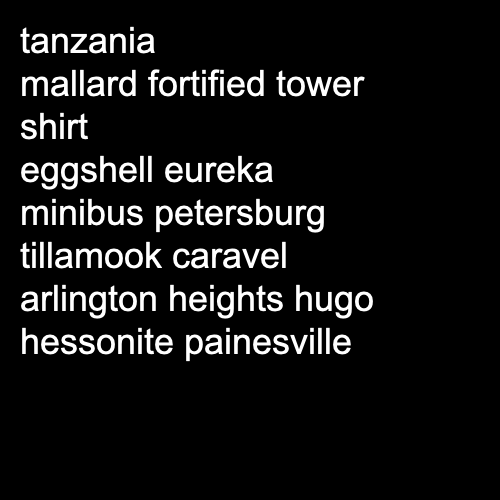 tanzania
mallard fortified tower
shirt
eggshell eureka
minibus petersburg
tillamook caravel
arlington heights hugo
hessonite painesville